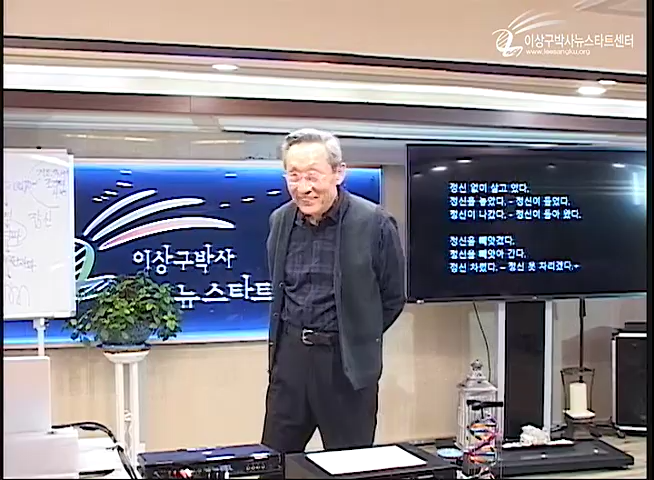 이상구박사뉴스타트센터
www.leesangku.org
이상구박사
뉴스타트
정신 없이 살고 있다.
정신을 놓았다. - 정신이 들었다.
정신이 나갔다. - 정신이 돌아 왔다.
정신을 빼앗겼다.
정신을 빼앗아 간다.
정신 차렸다. - 정신 못 차리겠다.